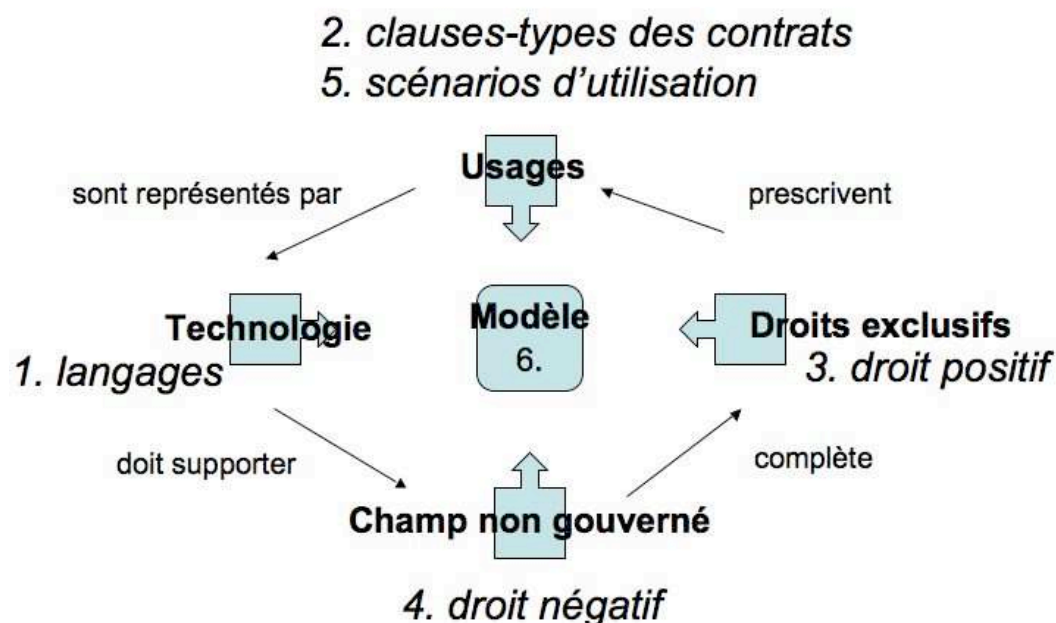 2. clauses-types des contrats
5. scénarios d'utilisation
Usages
sont représentés par
prescrivent
Technologie
Modèle
Droits exclusifs
1. langages
6.
3. droit positif
doit supporter
complète
Champ non gouverné
4. droit négatif